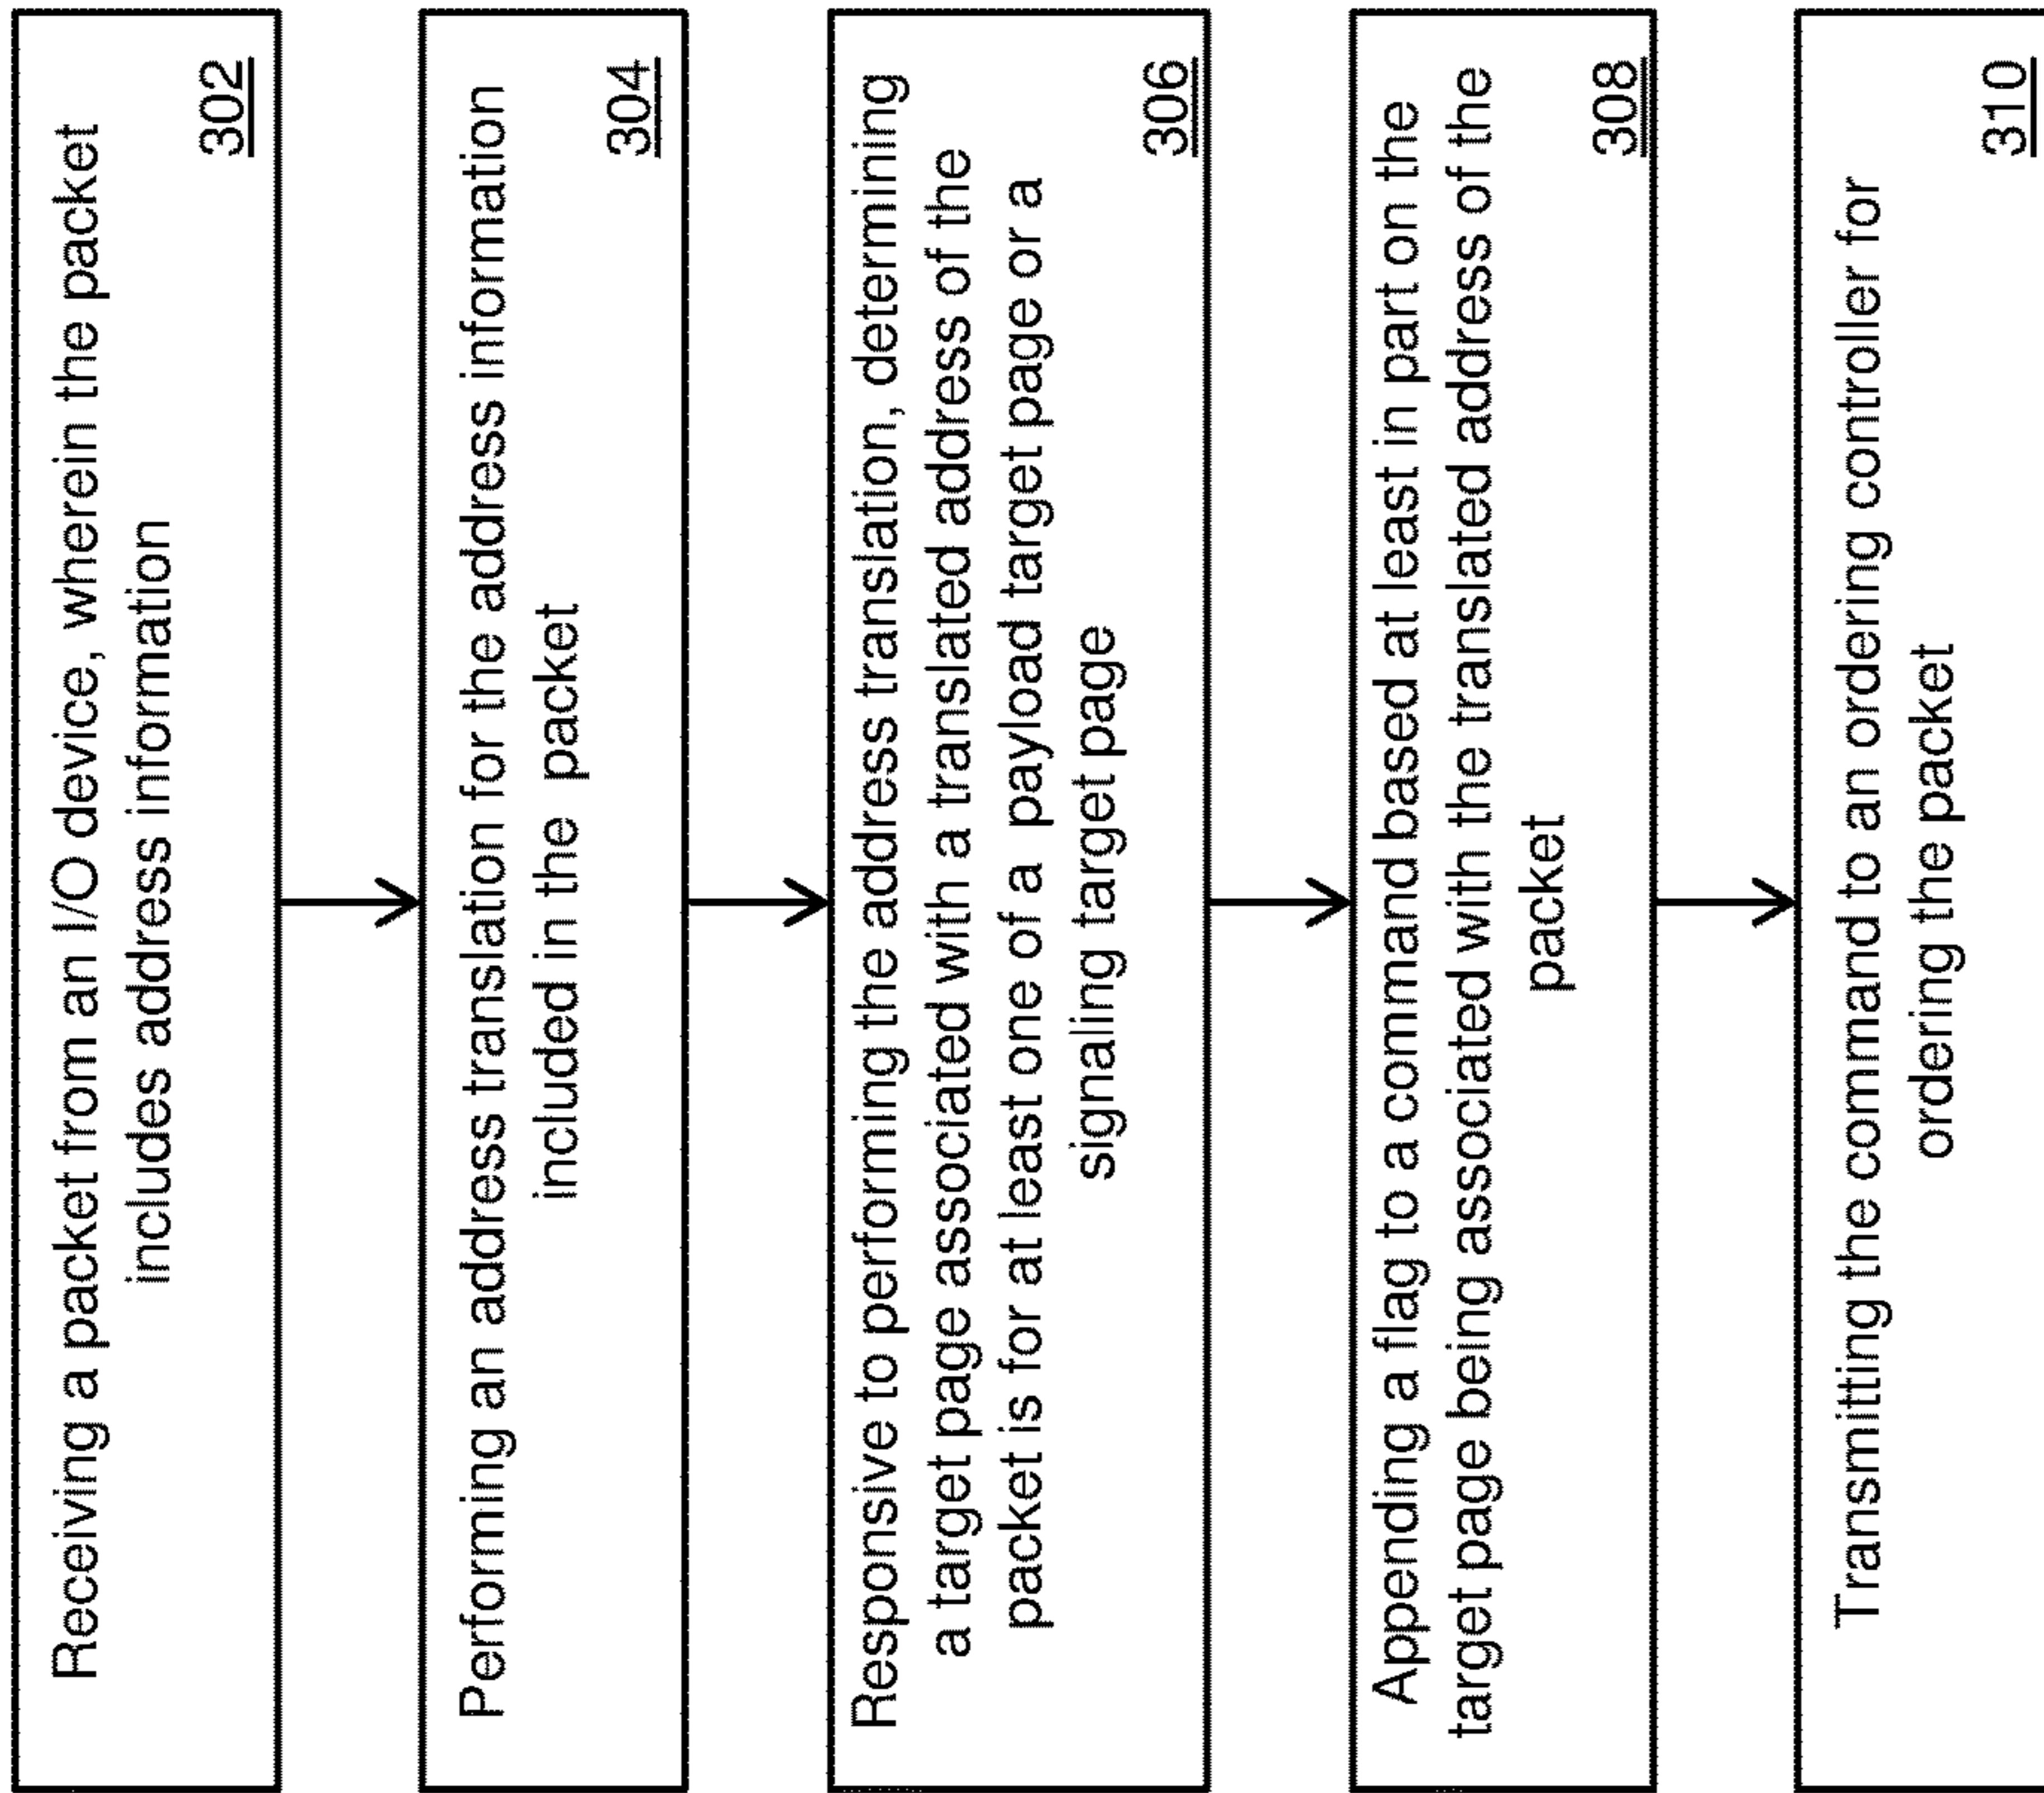 Receiving a packet from an I/O device, wherein the packet
includes address information
302
Performing an address translation for the address information
included in the packet
304
Responsive to performing the address translation, determining
a target page associated with a translated address of the
packet is for at least one of a payload target page or a
signaling target page
306
Appending a flag to a command based at least in part on the
target page being associated with the translated address of the
packet
308
Transmitting the command to an ordering controller for
ordering the packet
310